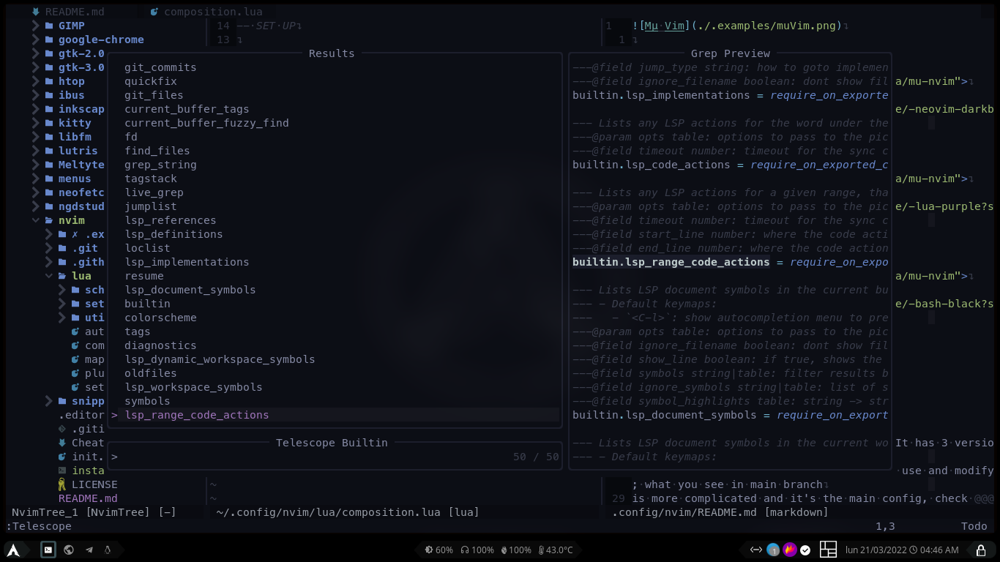 README.md composition.lua
GIMP
google-chrome
gtk-2.0
gtk-3.0
htop
ibus
inkscap
kitty
libfm
lutris
Meltyte
menus
neofetc
ngdstud
nvim
✗ .ex
.git
.gith
lua
sch
set
uti
aut
com
map
plu
set
snipp
.editor
.giti
Cheat
init.
insta
LICENSE
README.md
14 --·SET·UP↴
13 ↴
Results
git_commits
quickfix
git_files
current_buffer_tags
current_buffer_fuzzy_find
fd
find_files
grep_string
tagstack
live_grep
jumplist
lsp_references
lsp_definitions
loclist
lsp_implementations
resume
lsp_document_symbols
builtin
colorscheme
tags
diagnostics
lsp_dynamic_workspace_symbols
oldfiles
lsp_workspace_symbols
symbols
> lsp_range_code_actions
Telescope Builtin
> 50 / 50
~
~
1 ![Mμ·Vim](./.examples/muVim.png)↴
1 ↴
Grep Preview
---@field jump_type string: how to goto implemen
---@field ignore_filename boolean: dont show fil
builtin.lsp_implementations = require_on_exporte
--- Lists any LSP actions for the word under the
---@param opts table: options to pass to the pic
---@field timeout number: timeout for the sync c
builtin.lsp_code_actions = require_on_exported_c
--- Lists any LSP actions for a given range, tha
---@param opts table: options to pass to the pic
---@field timeout number: timeout for the sync c
---@field start_line number: where the code acti
---@field end_line number: where the code action
builtin.lsp_range_code_actions = require_on_expo
--- Lists LSP document symbols in the current bu
--- - Default keymaps:
---   - `<C-l>`: show autocompletion menu to pre
---@param opts table: options to pass to the pic
---@field ignore_filename boolean: dont show fil
---@field show_line boolean: if true, shows the
---@field symbols string|table: filter results b
---@field ignore_symbols string|table: list of s
---@field symbol_highlights table: string -> str
builtin.lsp_document_symbols = require_on_export
--- Lists LSP document symbols in the current wo
--- - Default keymaps:
a/mu-nvim">↴
e/-neovim-darkb
a/mu-nvim">↴
e/-lua-purple?s
a/mu-nvim">↴
e/-bash-black?s
It·has·3·versio
·use·and·modify
;·what·you·see·in·main·branch↴
29 is·more·complicated·and·it's·the·main·config,·check·@@@
NvimTree_1 [NvimTree] [-] ~/.config/nvim/lua/composition.lua [lua] .config/nvim/README.md [markdown]
:Telescope 1,3 Todo
60% 100% 100% 43.0°C 1 lun 21/03/2022 04:46 AM